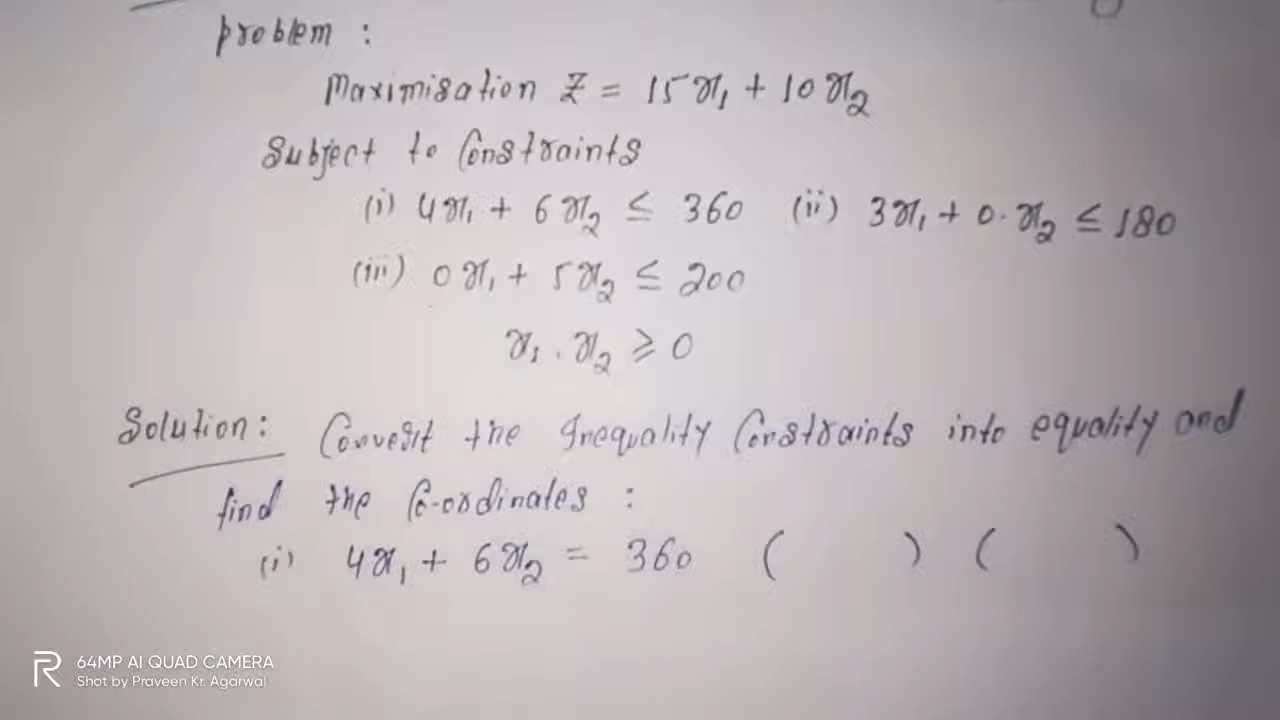 problem :
Maximisation Z = 15x₁ + 10x₂
Subject to Constraints
(i) 4x₁ + 6x₂ ≤ 360 (ii) 3x₁ + 0·x₂ ≤ 180
(iii) 0x₁ + 5x₂ ≤ 200
x₁ . x₂ ⩾ 0
Solution : Convert the Inequality Constraints into equality and
find the Co-ordinates :
(i) 4x₁ + 6x₂ = 360 ( ) ( )
64MP AI QUAD CAMERA
Shot by Praveen Kr. Agarwal